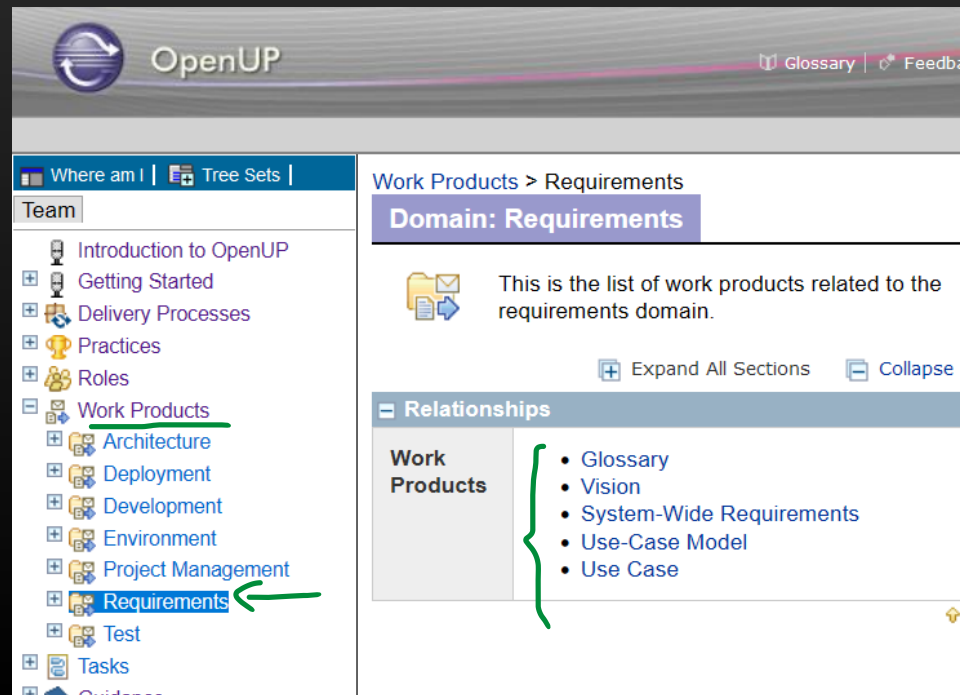 OpenUP
Glossary | Feedba
Where am I | Tree Sets |
Team
Introduction to OpenUP
Getting Started
Delivery Processes
Practices
Roles
Work Products
Architecture
Deployment
Development
Environment
Project Management
Requirements
Test
Tasks
Guidance
Work Products > Requirements
Domain: Requirements
This is the list of work products related to the
requirements domain.
Expand All Sections Collapse
Relationships
Work
Products
• Glossary
• Vision
• System-Wide Requirements
• Use-Case Model
• Use Case